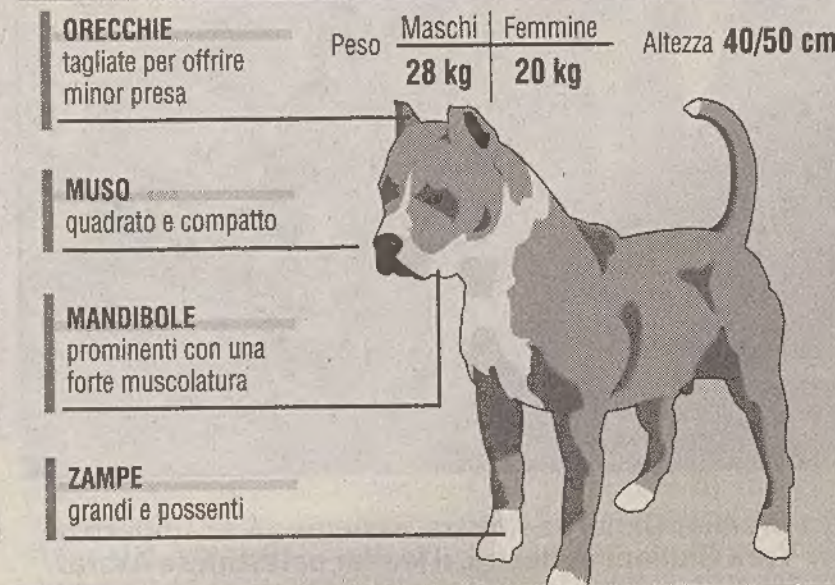 ORECCHIE
tagliate per offrire
minor presa
Peso Maschi Femmine
28 kg 20 kg
Altezza 40/50 cm
MUSO
quadrato e compatto
MANDIBOLE
prominenti con una
forte muscolatura
ZAMPE
grandi e possenti